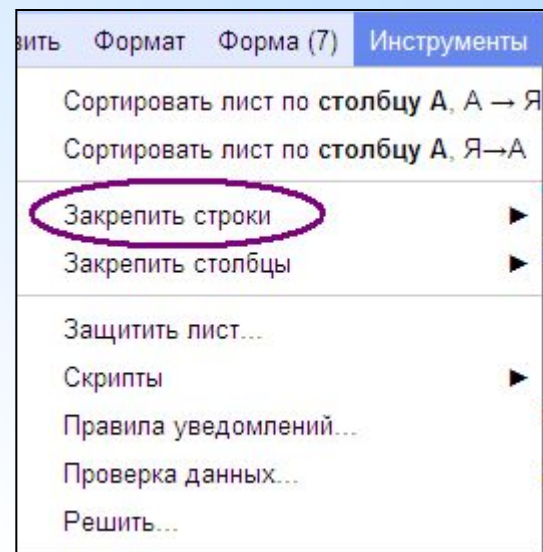 вить Формат Форма (7) Инструменты
Сортировать лист по столбцу A, А → Я
Сортировать лист по столбцу A, Я→А
Закрепить строки
Закрепить столбцы
Защитить лист...
Скрипты
Правила уведомлений...
Проверка данных...
Решить...